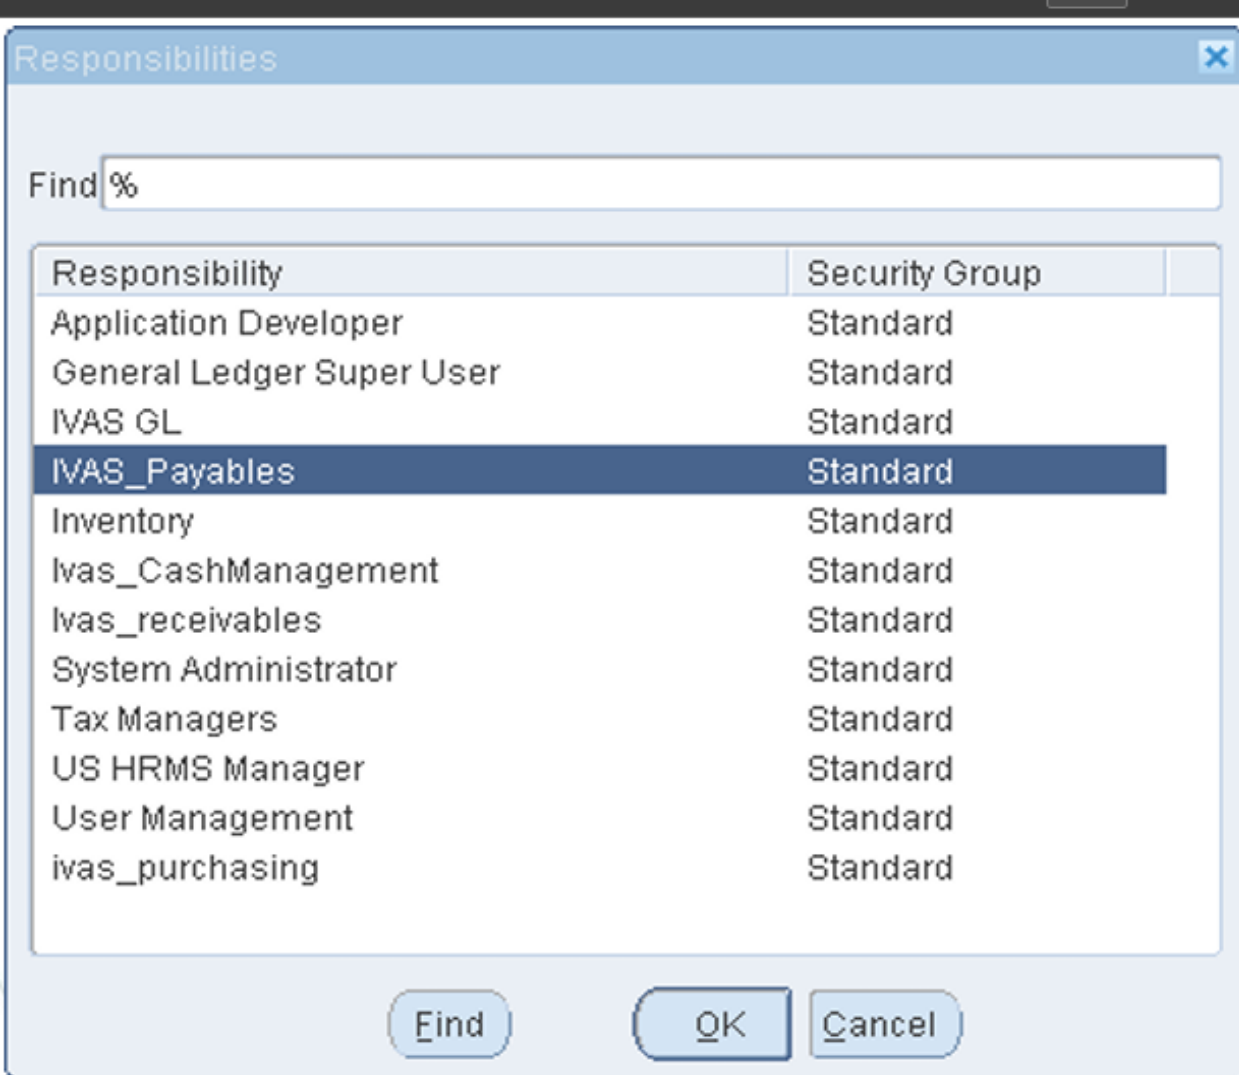 Responsibilities
Find %
Responsibility Security Group
Application Developer Standard
General Ledger Super User Standard
IVAS GL Standard
IVAS_Payables Standard
Inventory Standard
Ivas_CashManagement Standard
Ivas_receivables Standard
System Administrator Standard
Tax Managers Standard
US HRMS Manager Standard
User Management Standard
ivas_purchasing Standard
Find OK Cancel